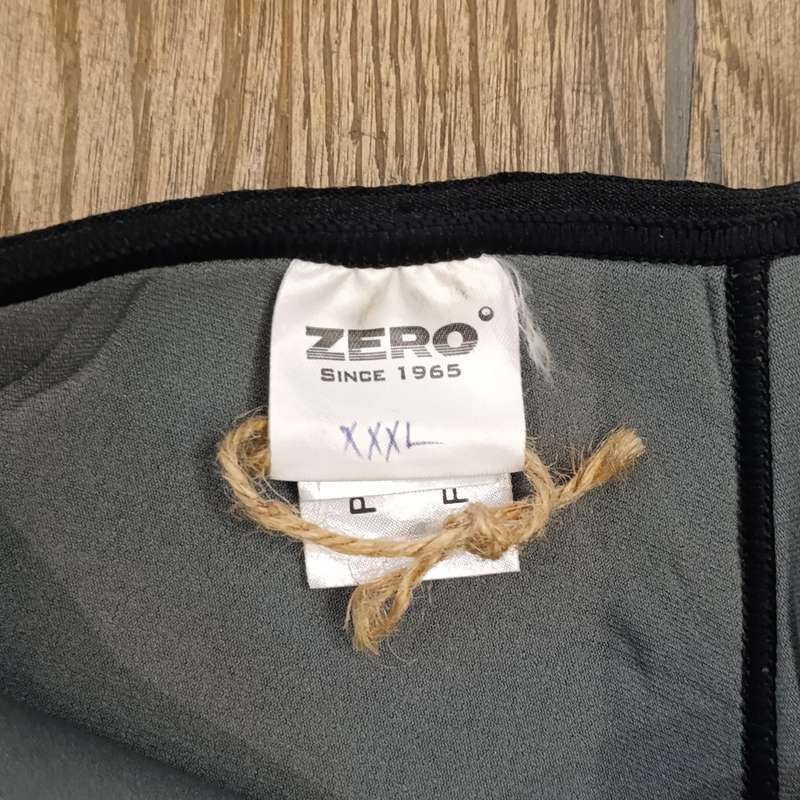 ZERO°
SINCE 1965
XXXL
P
F